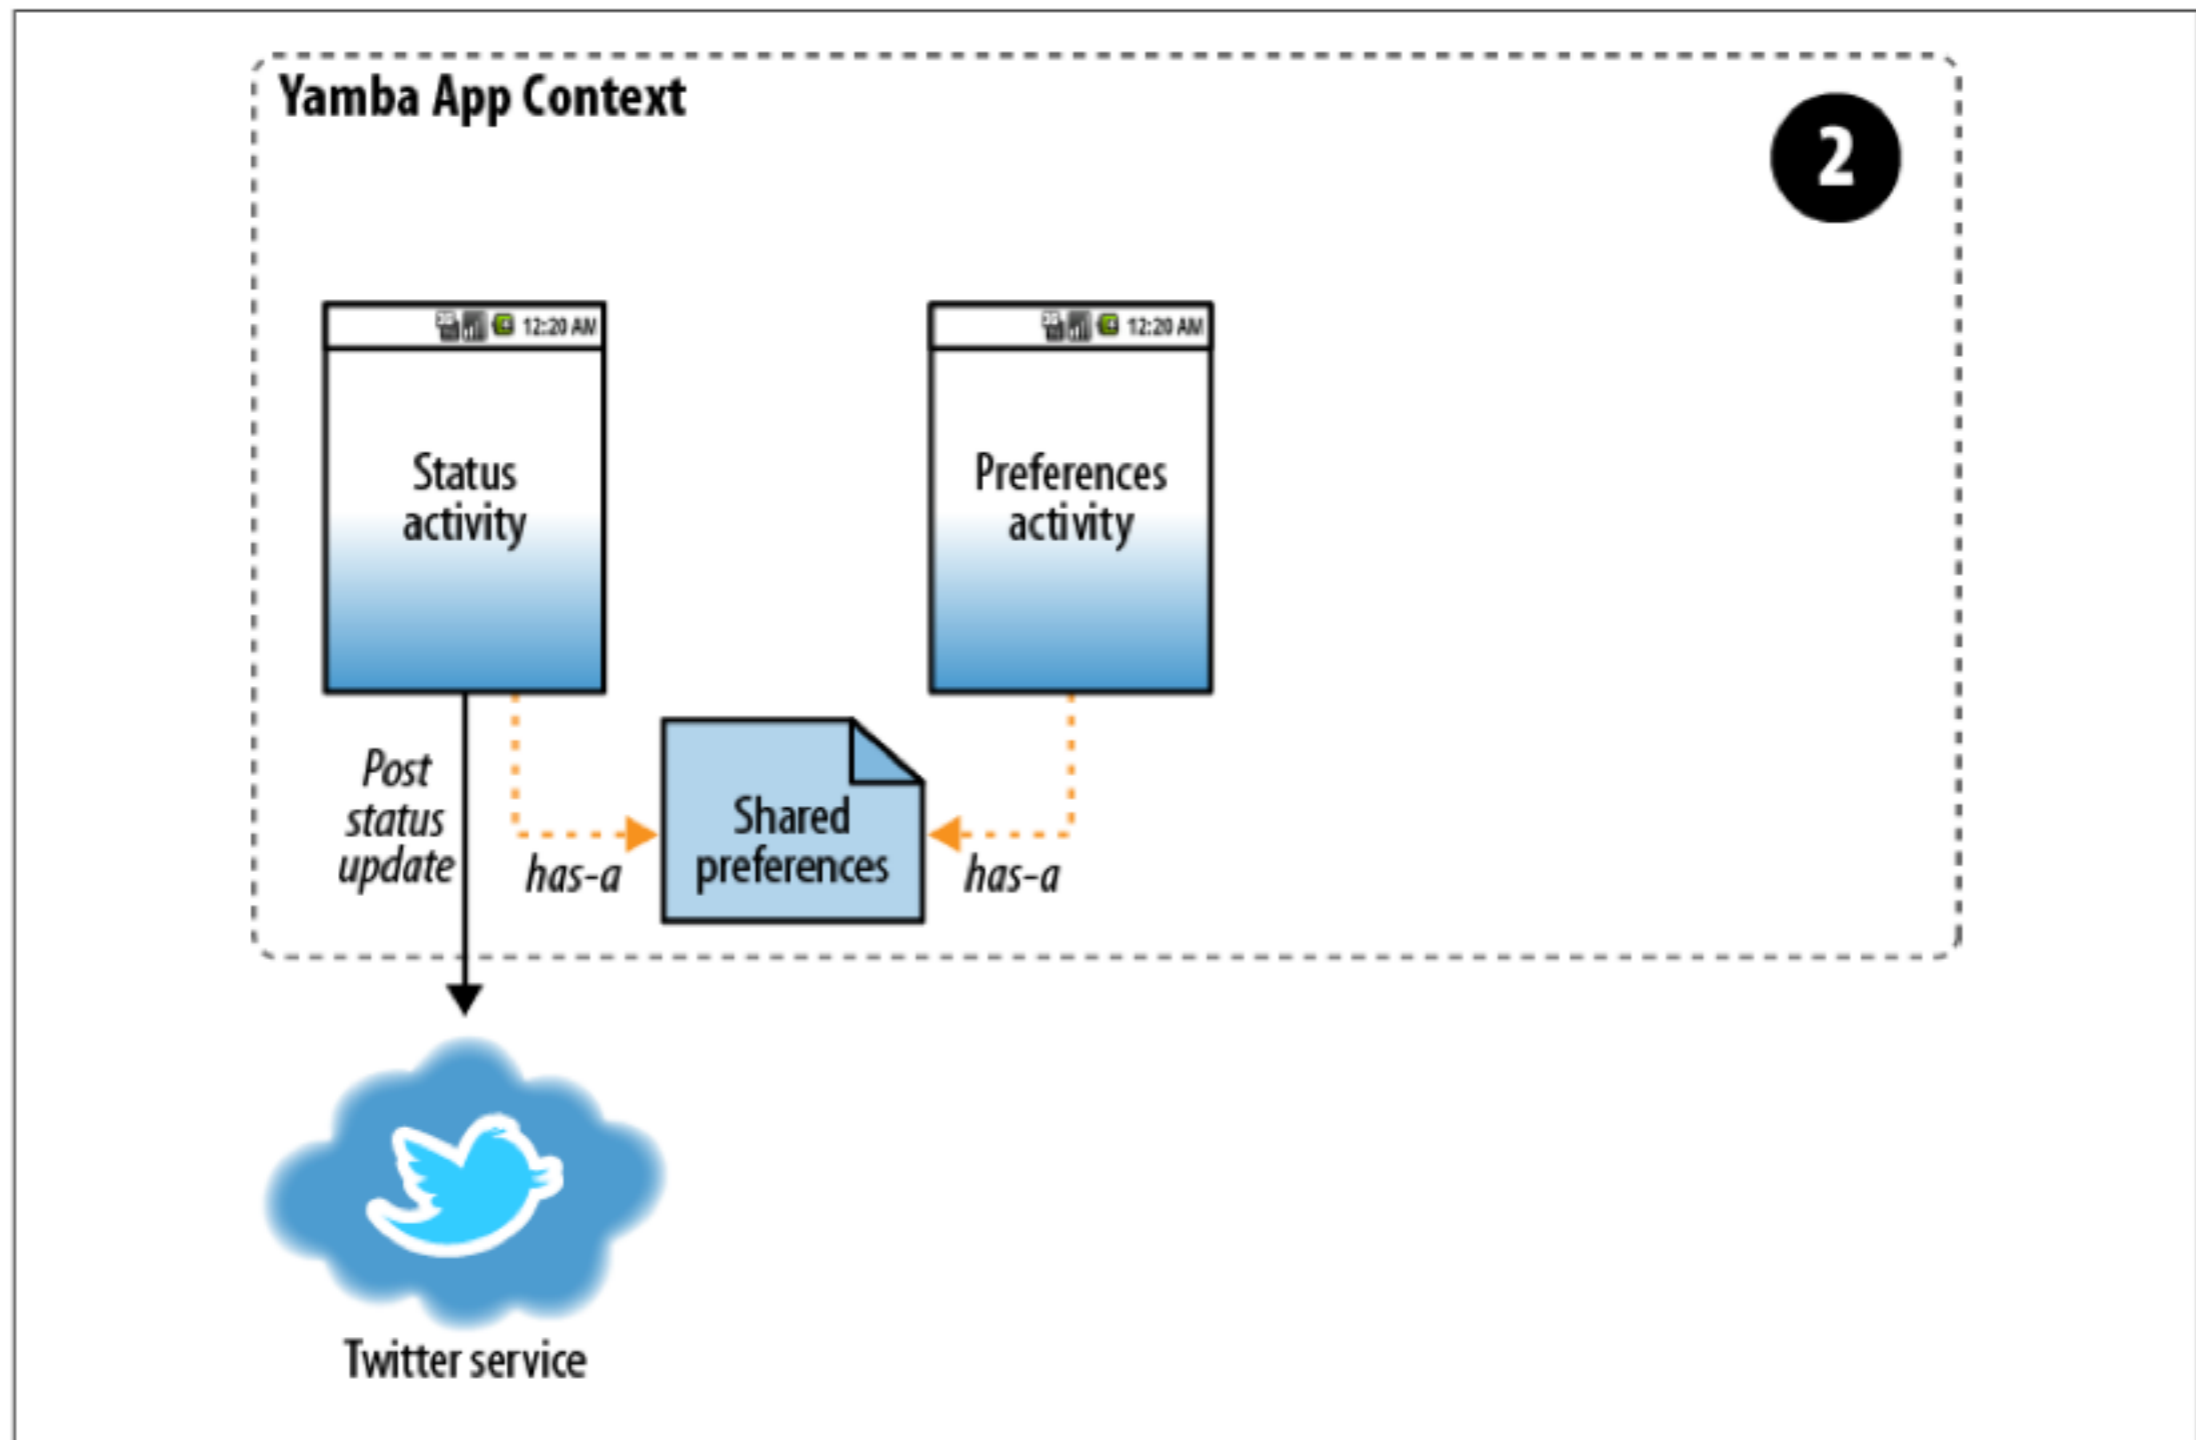 Yamba App Context
2
12:20 AM
12:20 AM
Status
activity
Preferences
activity
Post
status
update
has-a
Shared
preferences
has-a
Twitter service